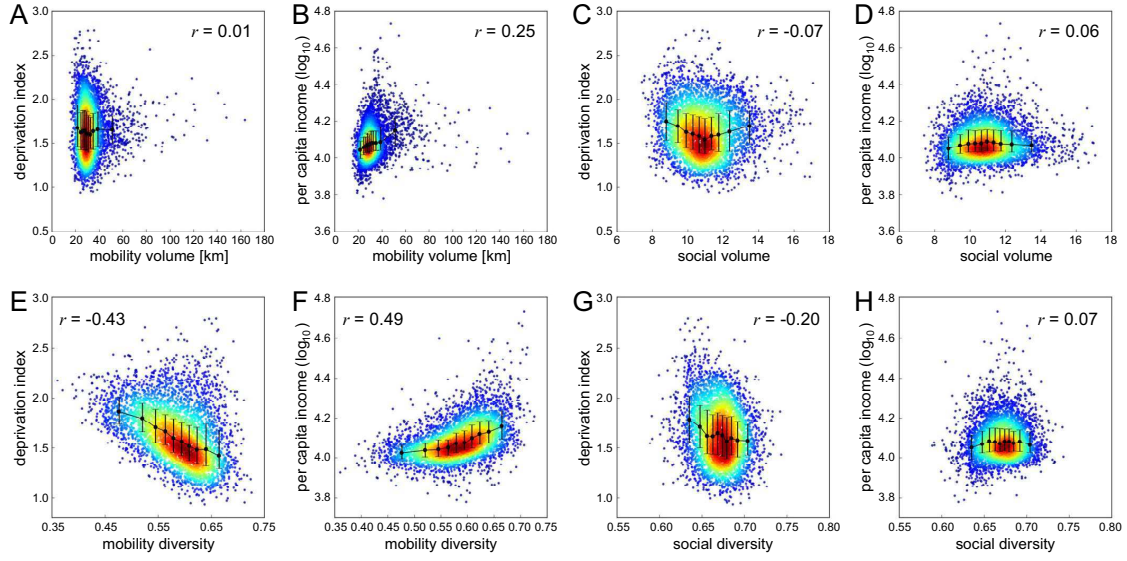 A
r = 0.01
deprivation index
3.0
2.5
2.0
1.5
1.0
0.5
0 20 40 60 80 100 120 140 160 180
mobility volume [km]
B
r = 0.25
per capita income (log10)
4.8
4.6
4.4
4.2
4.0
3.8
3.6
0 20 40 60 80 100 120 140 160 180
mobility volume [km]
C
r = -0.07
deprivation index
3.0
2.5
2.0
1.5
1.0
0.5
6 8 10 12 14 16 18
social volume
D
r = 0.06
per capita income (log10)
4.8
4.6
4.4
4.2
4.0
3.8
3.6
6 8 10 12 14 16 18
social volume
E
r = -0.43
deprivation index
3.0
2.5
2.0
1.5
1.0
0.35 0.45 0.55 0.65 0.75
mobility diversity
F
r = 0.49
per capita income (log10)
4.8
4.6
4.4
4.2
4.0
3.8
0.35 0.40 0.45 0.50 0.55 0.60 0.65 0.70 0.75
mobility diversity
G
r = -0.20
deprivation index
3.0
2.5
2.0
1.5
1.0
0.55 0.60 0.65 0.70 0.75 0.80
social diversity
H
r = 0.07
per capita income (log10)
4.8
4.6
4.4
4.2
4.0
3.8
0.55 0.60 0.65 0.70 0.75 0.80
social diversity